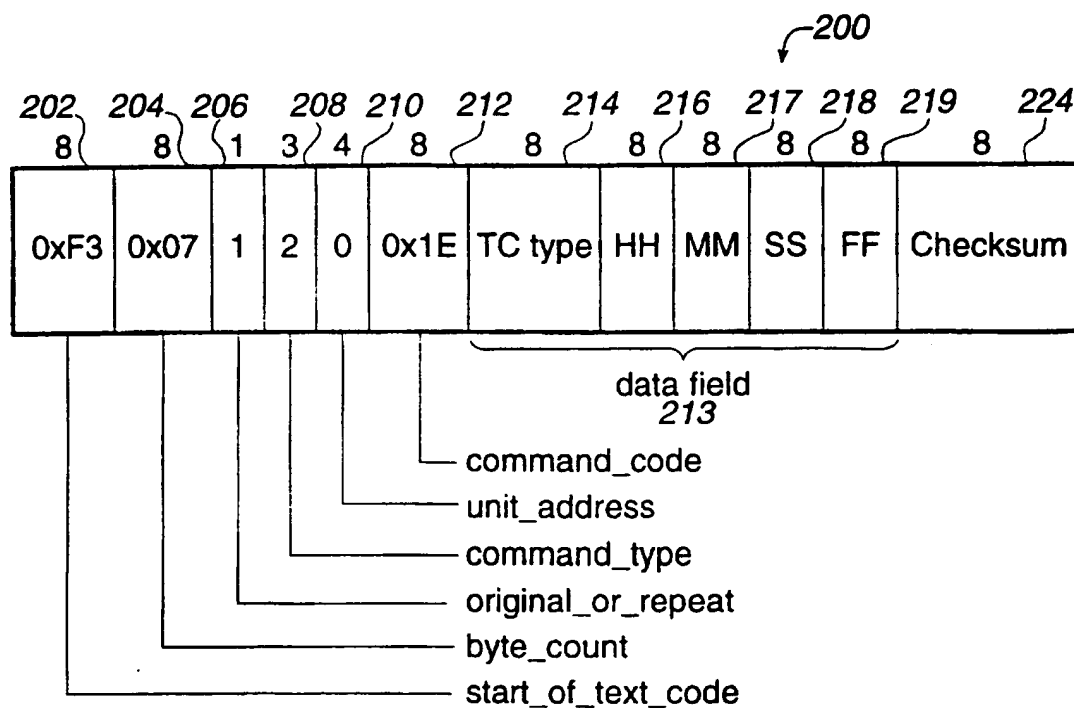 200
202 204 206 208 210 212 214 216 217 218 219 224
8 8 1 3 4 8 8 8 8 8 8 8
0xF3 0x07 1 2 0 0x1E TC type HH MM SS FF Checksum
data field
213
command_code
unit_address
command_type
original_or_repeat
byte_count
start_of_text_code